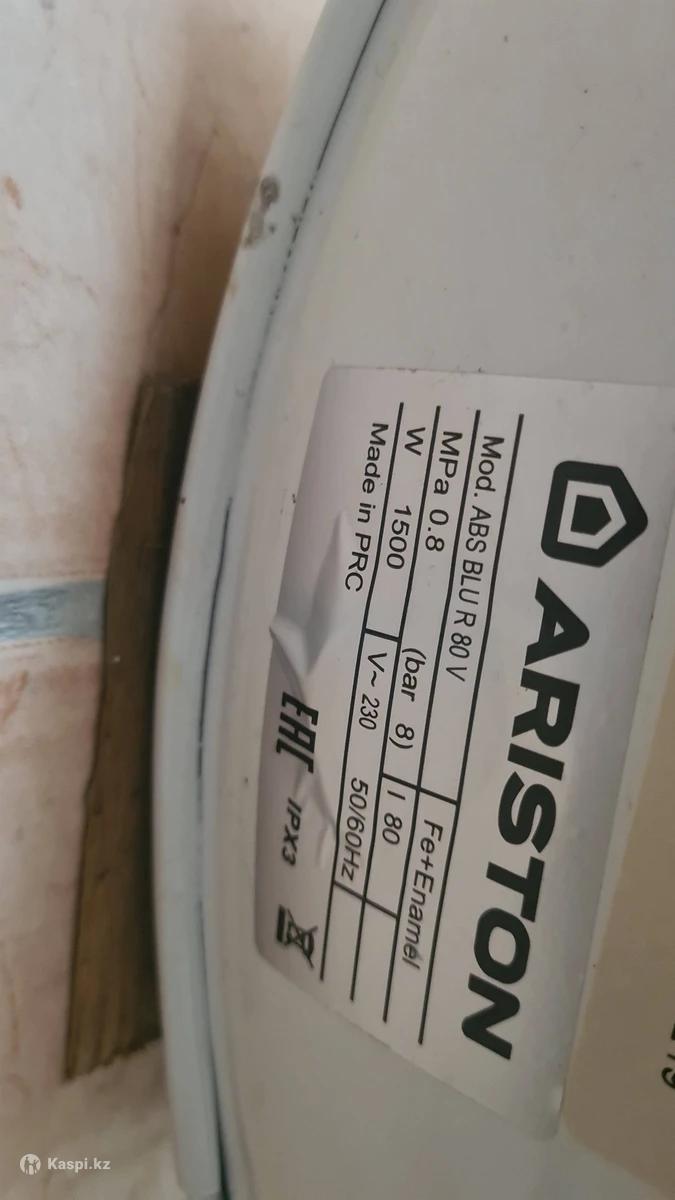 ARISTON
Mod. ABS BLU R 80 V
MPa 0.8 (bar 8) Fe+Enamel
W 1500 l 80
Made in PRC V~ 230 50/60Hz
EAC IPX3
Kaspi.kz